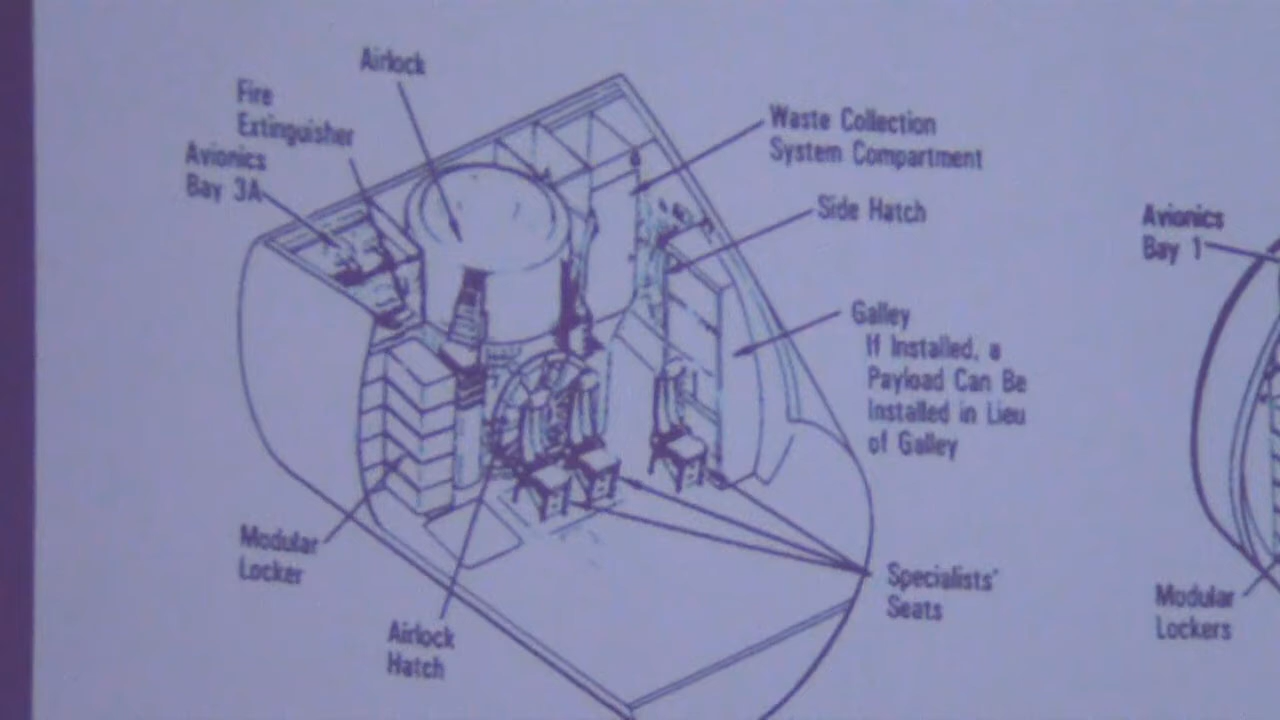 Airlock
Fire
Extinguisher
Avionics
Bay 3A
Waste Collection
System Compartment
Side Hatch
Galley
If Installed, a
Payload Can Be
Installed in Lieu
of Galley
Modular
Locker
Airlock
Hatch
Specialists'
Seats
Avionics
Bay 1
Modular
Lockers